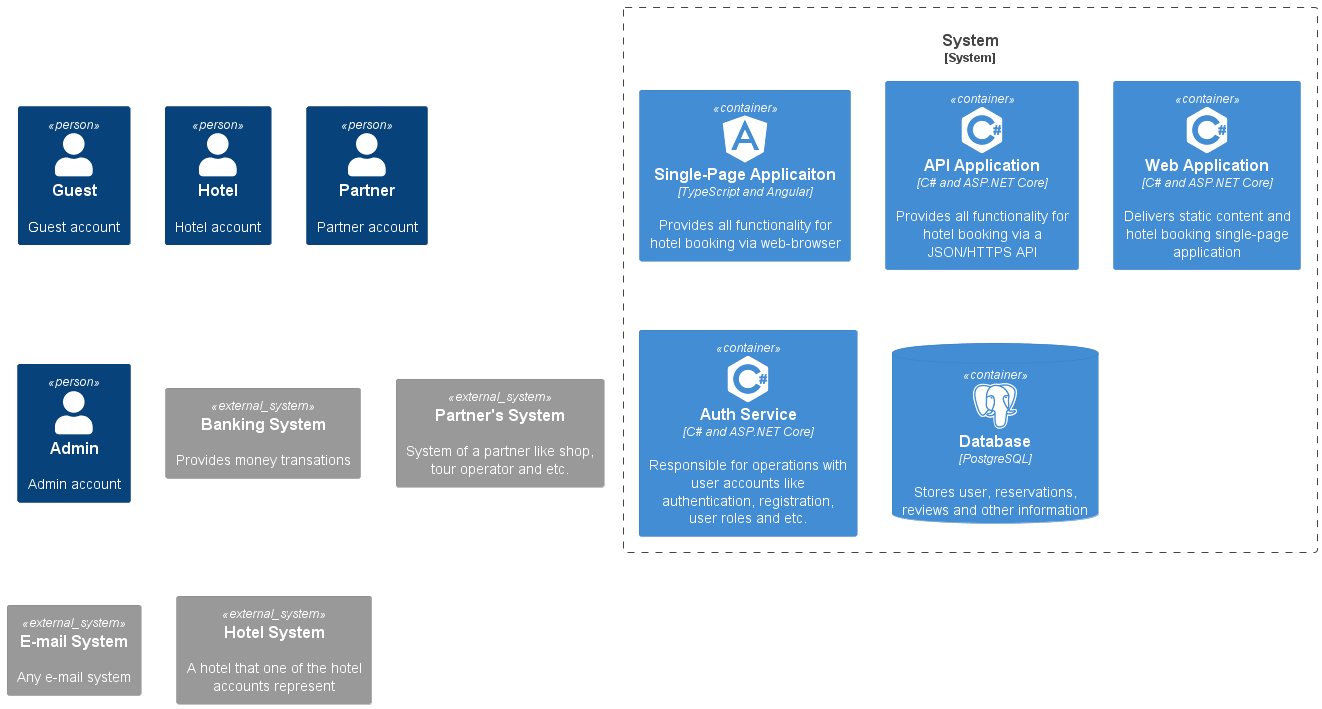 System
[System]
«person»
Guest
Guest account
«person»
Hotel
Hotel account
«person»
Partner
Partner account
«container»
Single-Page Applicaiton
[TypeScript and Angular]
Provides all functionality for
hotel booking via web-browser
«container»
C#
API Application
[C# and ASP.NET Core]
Provides all functionality for
hotel booking via a
JSON/HTTPS API
«container»
C#
Web Application
[C# and ASP.NET Core]
Delivers static content and
hotel booking single-page
application
«person»
Admin
Admin account
«external_system»
Banking System
Provides money transations
«external_system»
Partner's System
System of a partner like shop,
tour operator and etc.
«container»
C#
Auth Service
[C# and ASP.NET Core]
Responsible for operations with
user accounts like
authentication, registration,
user roles and etc.
«container»
Database
[PostgreSQL]
Stores user, reservations,
reviews and other information
«external_system»
E-mail System
Any e-mail system
«external_system»
Hotel System
A hotel that one of the hotel
accounts represent